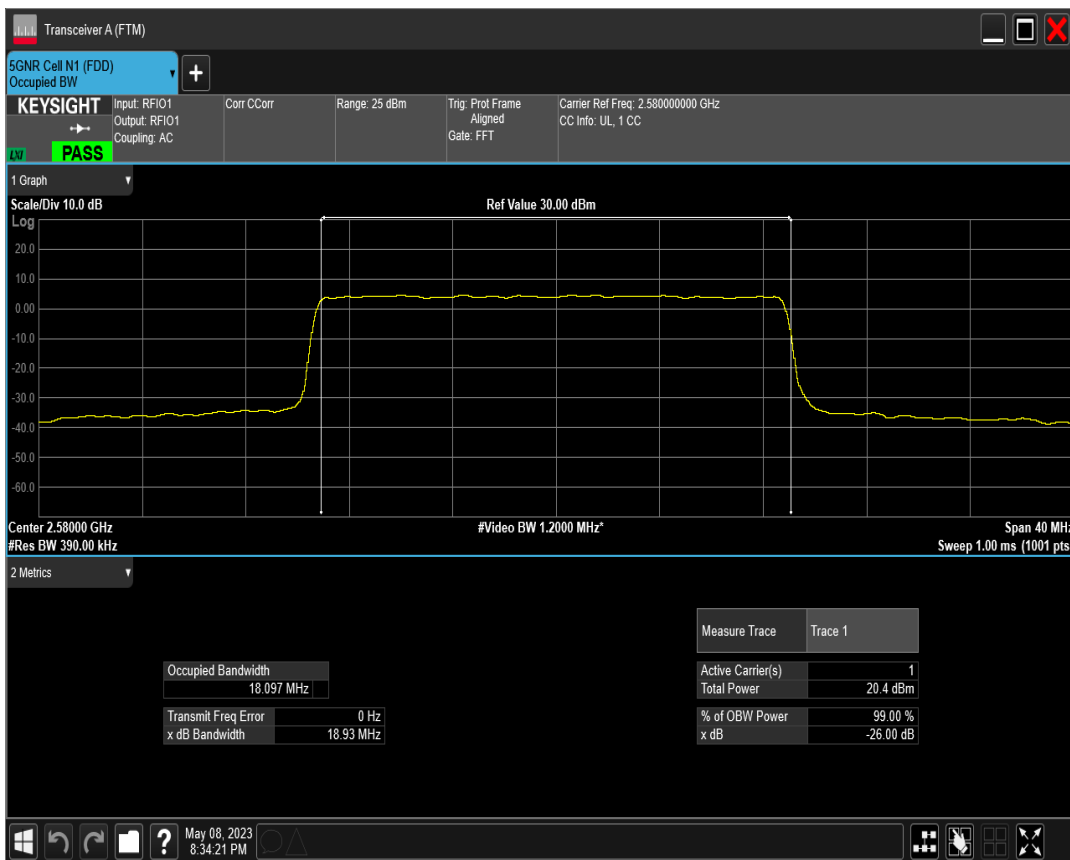 Transceiver A (FTM)
5GNR Cell N1 (FDD)
Occupied BW
+
KEYSIGHT
LXI
PASS
Input: RFIO1
Output: RFIO1
Coupling: AC
Corr CCorr
Range: 25 dBm
Trig: Prot Frame
Aligned
Gate: FFT
Carrier Ref Freq: 2.580000000 GHz
CC Info: UL, 1 CC
1 Graph
Scale/Div 10.0 dB
Ref Value 30.00 dBm
Log
20.0
10.0
0.00
-10.0
-20.0
-30.0
-40.0
-50.0
-60.0
Center 2.58000 GHz
#Video BW 1.2000 MHz*
Span 40 MHz
#Res BW 390.00 kHz
Sweep 1.00 ms (1001 pts
2 Metrics
Measure Trace Trace 1
Occupied Bandwidth
18.097 MHz
Transmit Freq Error 0 Hz
x dB Bandwidth 18.93 MHz
Active Carrier(s) 1
Total Power 20.4 dBm
% of OBW Power 99.00 %
x dB -26.00 dB
?
May 08, 2023
8:34:21 PM